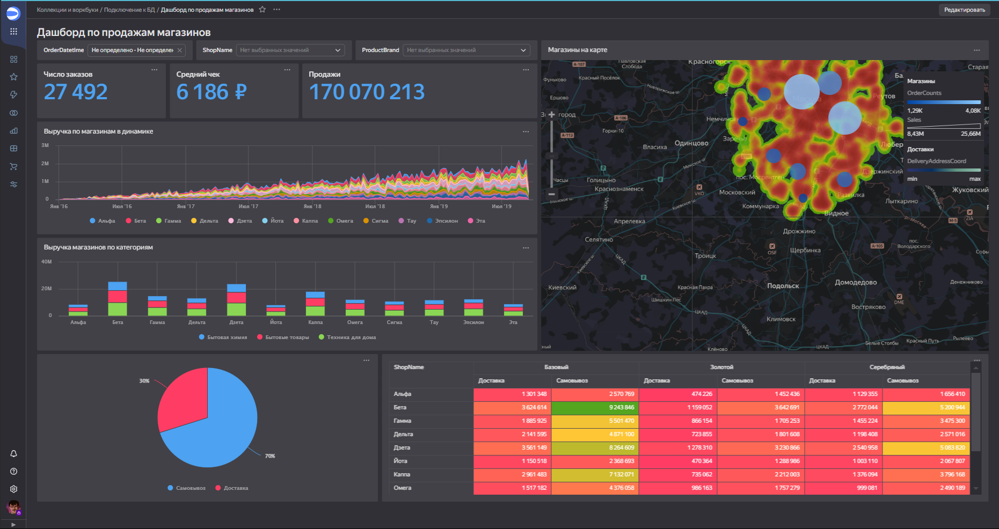 Коллекции и воркбуки / Подключение к БД / Дашборд по продажам магазинов
Редактировать
Дашборд по продажам магазинов
OrderDatetime
Не определено - Не определен
ShopName
Нет выбранных значений
ProductBrand
Нет выбранных значений
Число заказов
27 492
Средний чек
6 186 ₽
Продажи
170 070 213
Выручка по магазинам в динамике
3M
2M
1M
0
Янв '16
Июл '16
Янв '17
Июл '17
Янв '18
Июл '18
Янв '19
Июл '19
Альфа Бета Гамма Дельта Дзета Йота Каппа Омега Сигма Тау Эпсилон Эта
Выручка магазинов по категориям
40M
20M
0
Альфа Бета Гамма Дельта Дзета Йота Каппа Омега Сигма Тау Эпсилон Эта
Бытовая химия Бытовые товары Техника для дома
Магазины на карте
А-107
Павловская
Слобода
Красногорск
Старая
Фуньково
Красный Посёлок
Новорижское ш.
МКАД
Москва
Реутов
Ершово
город
А-106
Немчиновк
Горки-10
А-113
Заречье
Власиха
Одинцово
Любер
Минское ш.
Часы
Голицыно
Краснознаменск
пос. Мосрентген
Дзержинский
VKO
Московский
Развилка
Жуковский
Минское ш.
ЦКАД
Киевское ш.
Коммунарка
Лыткарино
Видное
ZIA
М-5
р. Москва
Апрелевка
Дрожжино
Селятино
OSF
Щербинка
А-105
пос.
Володарского
Софь
Троицк
Киевское ш.
ЦКАД
Киевский
Красная Пахра
Подольск
Домодедово
Денежниково
Шишкин Лес
DME
Востряково
ЦКАД
Климовск
ЦКАД
Белые Столбы
Красный Путь
Рылеево
ный
Клёново
ЦКАД
Магазины
OrderCounts
1,29K 4,08K
Sales
8,43M 25,66M
Доставки
DeliveryAddressCoord
min max
30%
70%
Самовывоз Доставка
ShopName Базовый Золотой Серебряный
Доставка Самовывоз Доставка Самовывоз Доставка Самовывоз
Альфа 1 301 348 2 570 769 474 226 1 452 436 1 129 355 1 656 410
Бета 3 624 614 9 243 846 1 159 052 3 642 691 2 772 044 5 200 944
Гамма 1 885 925 5 501 470 866 154 1 705 253 1 455 224 3 475 300
Дельта 2 141 595 4 871 100 723 855 1 801 608 1 198 408 2 571 016
Дзета 3 561 149 8 264 609 1 278 310 3 230 866 2 540 958 5 083 820
Йота 1 150 518 2 368 693 470 364 1 288 986 1 003 110 2 067 807
Каппа 2 961 483 7 132 071 735 062 2 212 003 1 376 094 3 796 168
Омега 1 517 182 4 376 058 986 163 1 757 279 999 081 2 490 189